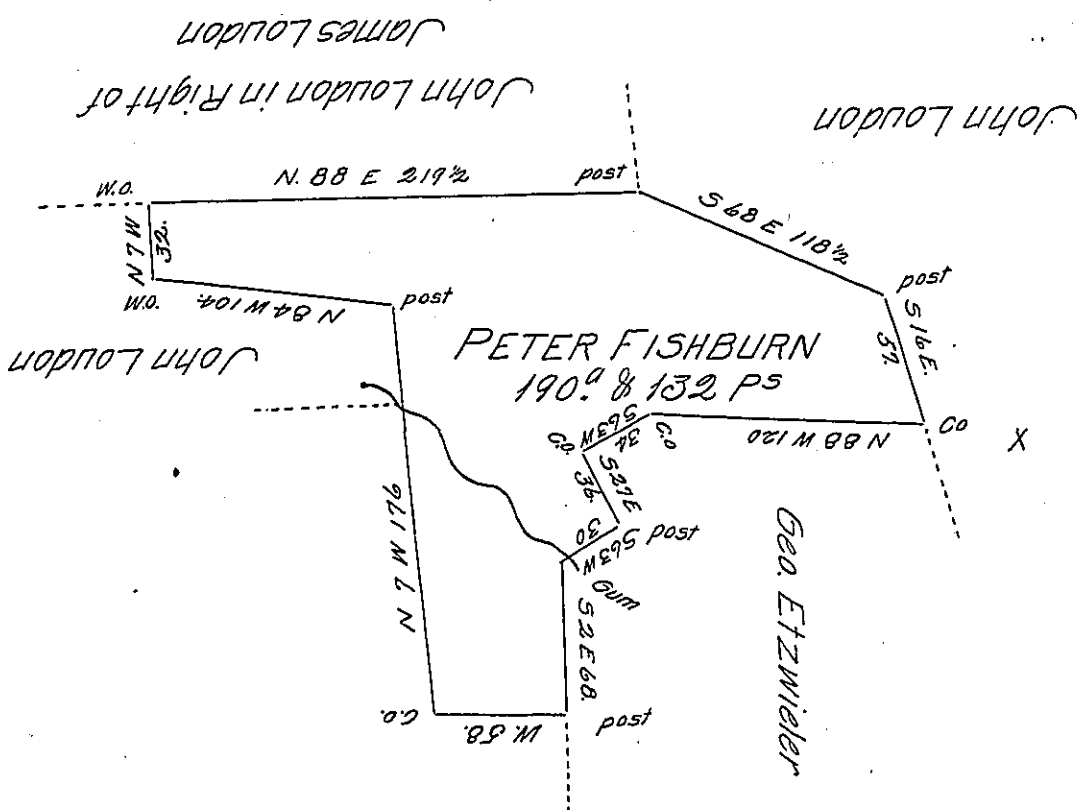 James Loudon
John Loudon in Right of
John Loudon
W.O.
N. 88 E 219½
post
S 68 E 118½
post
N 7 W
32.
W.O.
N 84 W 104.
post
S 16 E.
57.
John Loudon
PETER FISHBURN
190.a & 132 Ps
S 63 W
34
C.O.
C.O.
N 88 W 120
CO
X
S 27 E
36.
N 7 W 176
30
S 63 W
post
Gum
S 2 E 68.
Geo. Etzwieler
C.O.
W. 58.
post